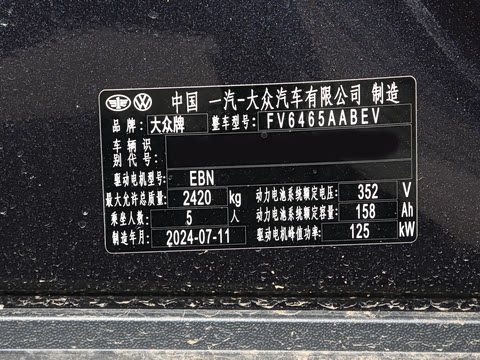 中国 一汽-大众汽车有限公司 制造
品牌: 大众牌 整车型号: FV6465AABEV
车辆识别代号:
驱动电机型号: EBN
最大允许总质量: 2420 kg 动力电池系统额定电压: 352 V
乘坐人数: 5 人 动力电池系统额定容量: 158 Ah
制造年月: 2024-07-11 驱动电机峰值功率: 125 kW